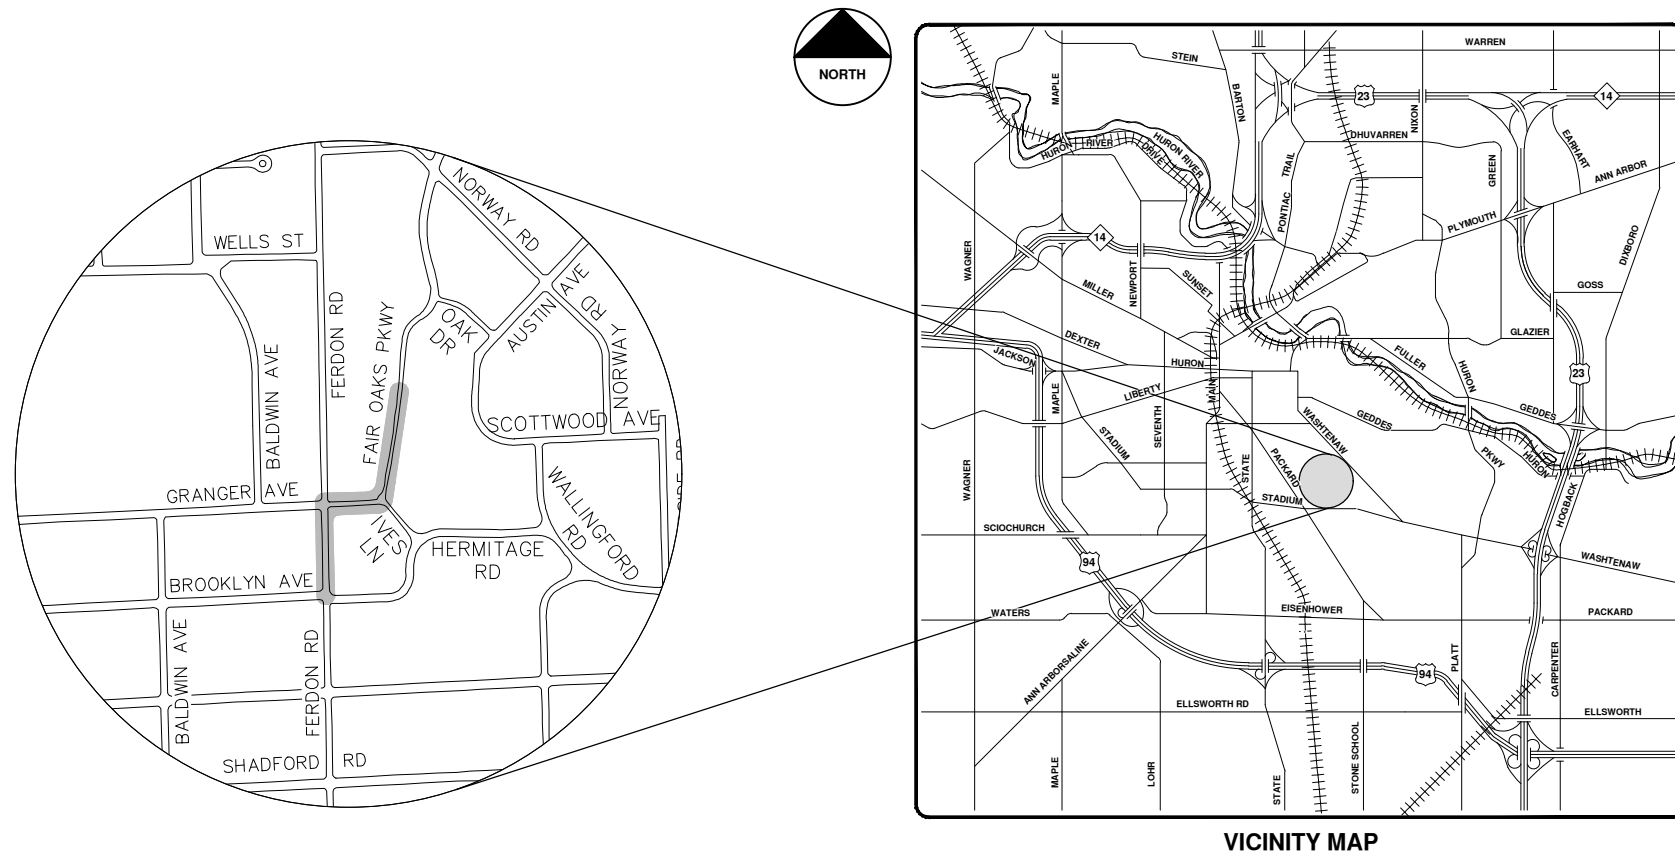 NORTH
WELLS ST
NORWAY RD
AUSTIN AVE
NORWAY RD
OAK
DR
FERDON RD
FAIR OAKS PKWY
BALDWIN AVE
SCOTTWOOD AVE
GRANGER AVE
IVES
LN
HERMITAGE
RD
WALLINGFORD
RD
BROOKLYN AVE
BALDWIN AVE
FERDON RD
SHADFORD RD
WARREN
STEIN
MAPLE
BARTON
23
NIXON
14
DHUVARREN
EARHART
HURON RIVER DRIVE
HURON RIVER
PONTIAC TRAIL
GREEN
ANN ARBOR
PLYMOUTH
DIXBORO
WAGNER
14
NEWPORT
SUNSET
MILLER
GOSS
DEXTER
GLAZIER
JACKSON
HURON
FULLER
HURON
23
MAPLE
LIBERTY
MAIN
WASHTENAW
GEDDES
GEDDES
STADIUM
SEVENTH
STATE
PACKARD
PKWY
HURON
WAGNER
STADIUM
HOGBACK
SCIOCHURCH
94
WASHTENAW
WATERS
EISENHOWER
PACKARD
ANN ARBORSALINE
PLATT
CARPENTER
94
ELLSWORTH RD
ELLSWORTH
MAPLE
LOHR
STATE
STONE SCHOOL
VICINITY MAP